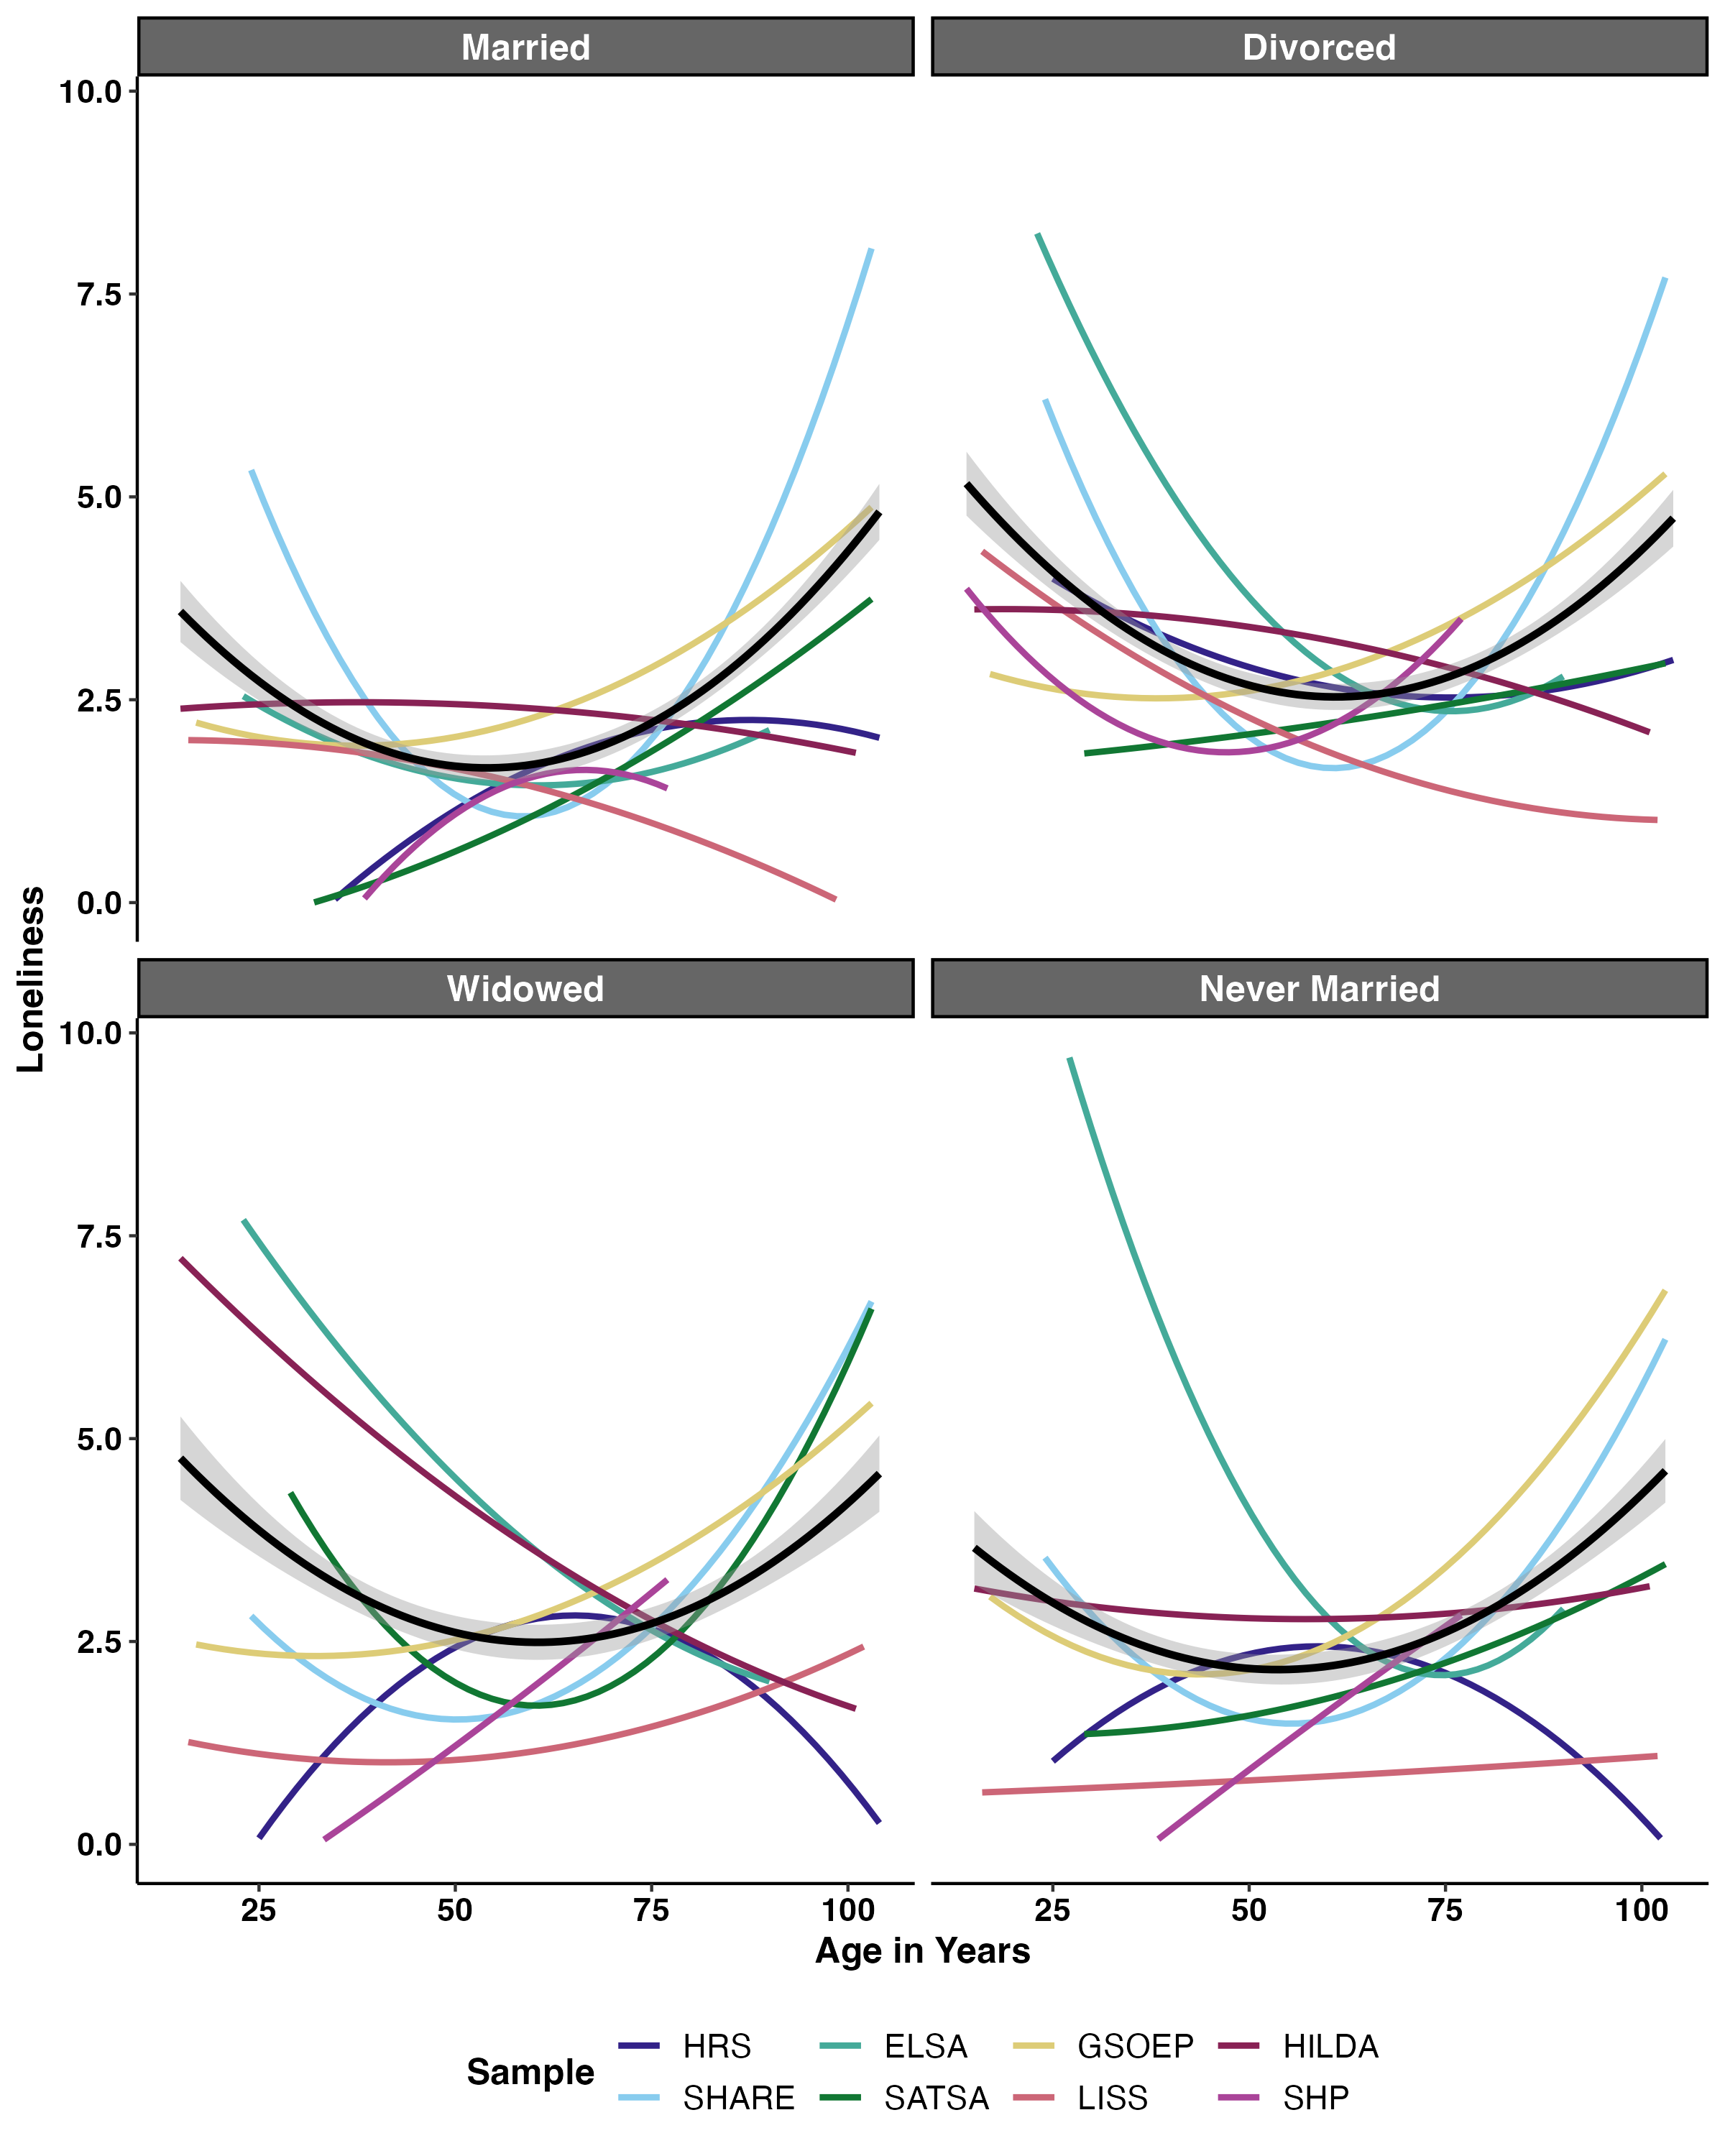 Married Divorced
10.0
7.5
5.0
2.5
0.0
Loneliness
Widowed Never Married
10.0
7.5
5.0
2.5
0.0
25 50 75 100 25 50 75 100
Age in Years
Sample
HRS ELSA GSOEP HILDA
SHARE SATSA LISS SHP